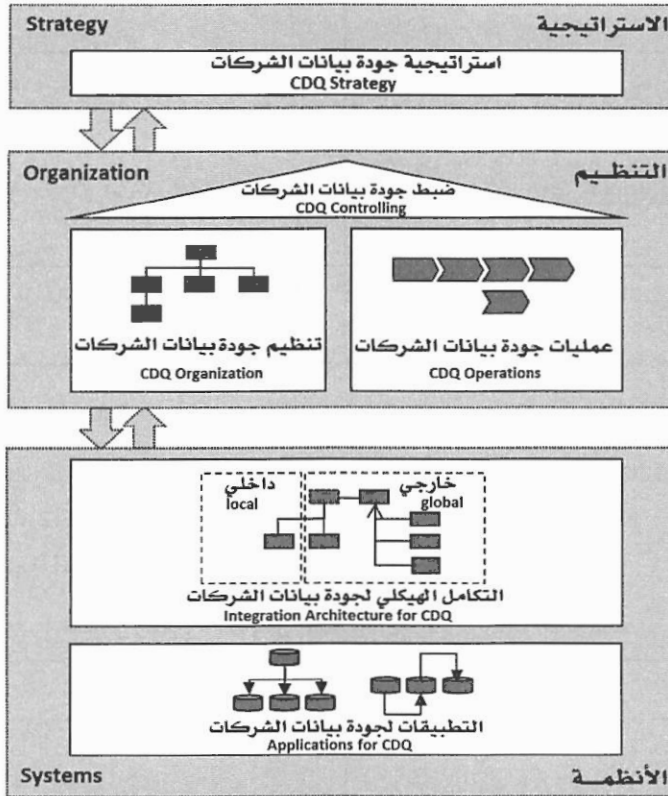 Strategy الاستراتيجية
استراتيجية جودة بيانات الشركات
CDQ Strategy
Organization التنظـيم
ضبط جودة بيانات الشركات
CDQ Controlling
تنظيم جودة بيانات الشركات
CDQ Organization
عمليات جودة بيانات الشركات
CDQ Operations
داخلي
local
خارجي
global
التكامل الهيكلي لجودة بيانات الشركات
Integration Architecture for CDQ
التطبيقات لجودة بيانات الشركات
Applications for CDQ
Systems الأنظمـة